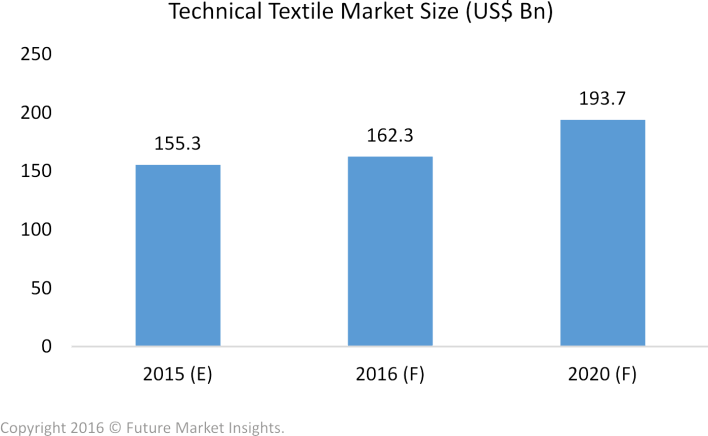 Technical Textile Market Size (US$ Bn)
250
200
150
100
50
0
155.3
162.3
193.7
2015 (E)
2016 (F)
2020 (F)
Copyright 2016 © Future Market Insights.